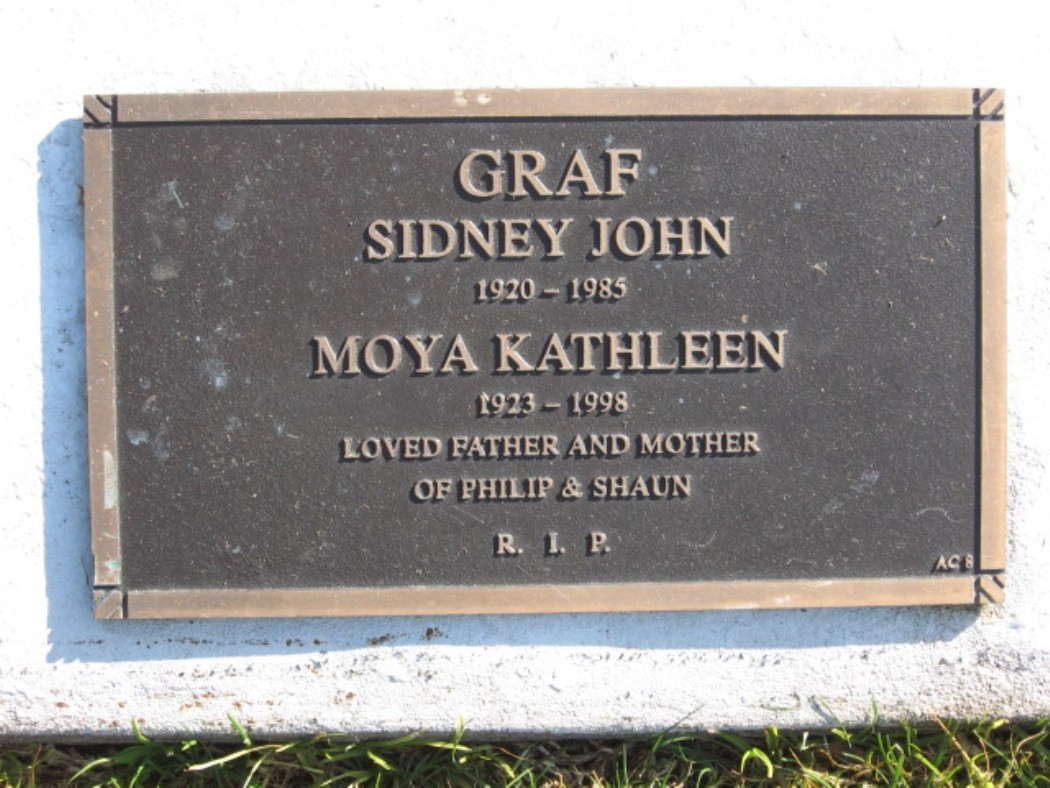 GRAF
SIDNEY JOHN
1920 – 1985
MOYA KATHLEEN
1923 – 1998
LOVED FATHER AND MOTHER
OF PHILIP & SHAUN
R. I. P.
AC 8